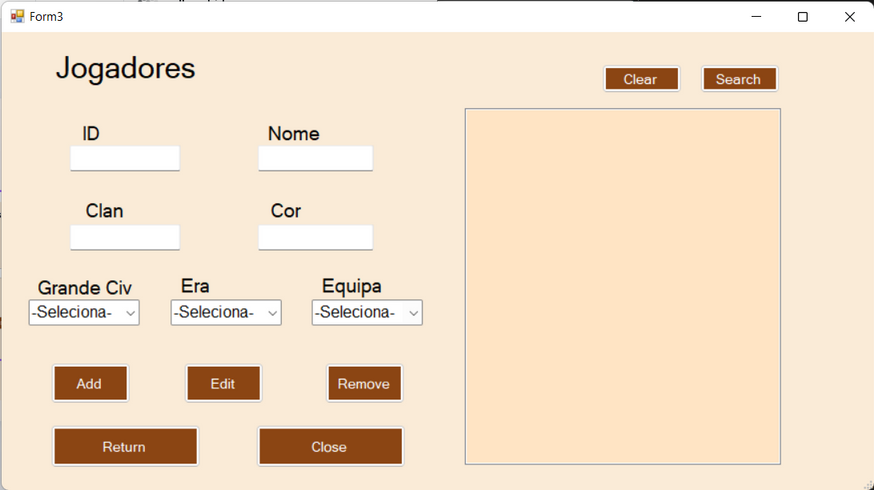 Form3
Jogadores
Clear Search
ID Nome
Clan Cor
Grande Civ Era Equipa
-Seleciona- -Seleciona- -Seleciona-
Add Edit Remove
Return Close